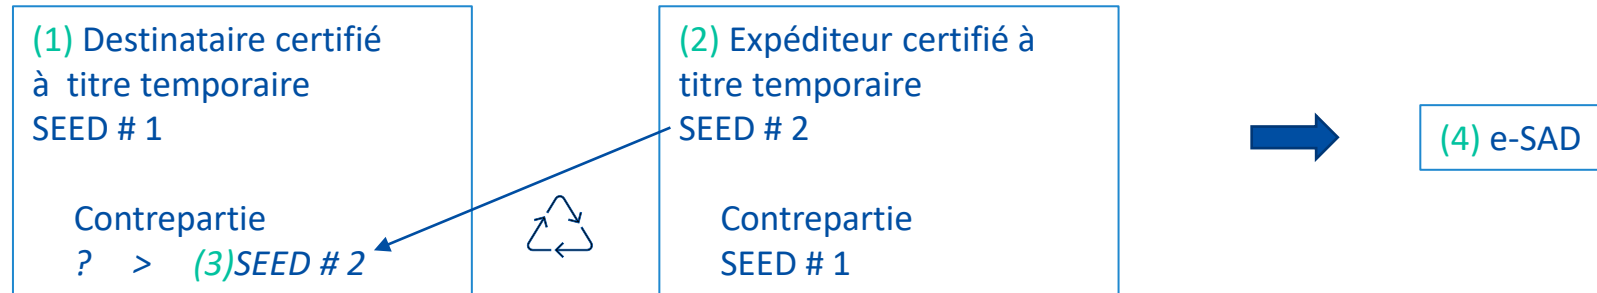 (1) Destinataire certifié
à  titre temporaire
SEED # 1
Contrepartie
?   >   (3)SEED # 2
(2) Expéditeur certifié à
titre temporaire
SEED # 2
Contrepartie
SEED # 1
(4) e-SAD